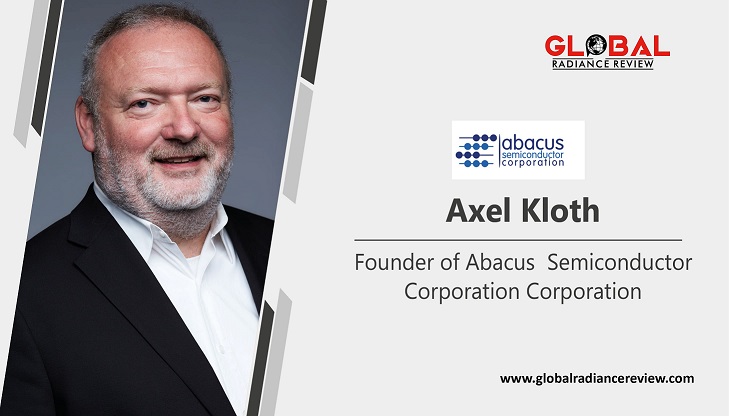 GLOBAL
RADIANCE REVIEW
abacus
semiconductor
corporation
Axel Kloth
Founder of Abacus  Semiconductor
Corporation Corporation
www.globalradiancereview.com